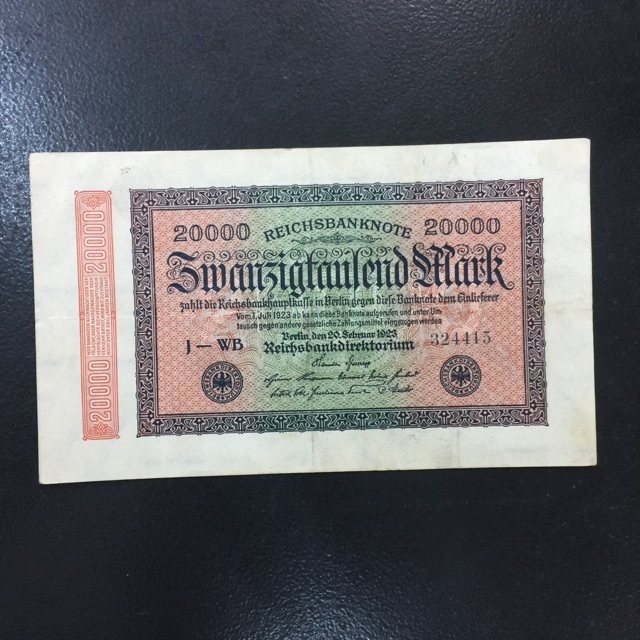 20000 REICHSBANKNOTE 20000
Zwanzigtausend Mark
zahlt die Reichsbankhauptkasse in Berlin gegen diese Banknote dem Einlieferer
Vom 1. Juli 1923 ab kann diese Banknote aufgerufen und unter Um-
tausch gegen andere gesetzliche Zahlungsmittel eingezogen werden
Berlin, den 20. Februar 1923
J — WB Reichsbankdirektorium 324415
20000 20000